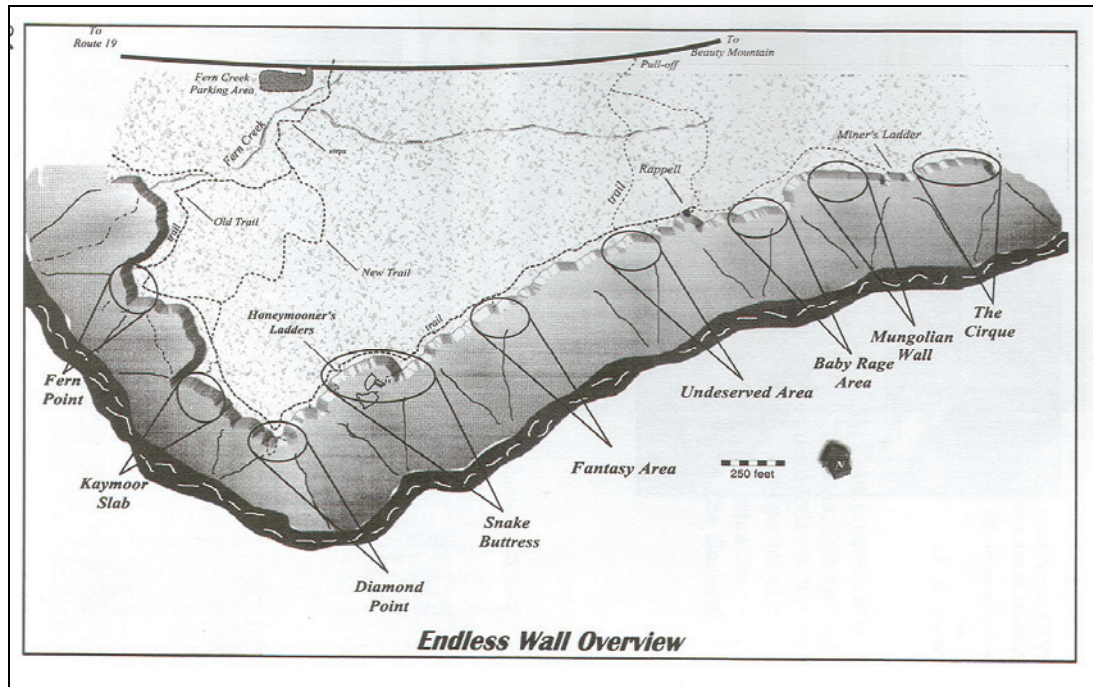 To
Route 19
To
Beauty Mountain
Pull-off
Fern Creek
Parking Area
Fern Creek
steps
Miner's Ladder
Rappell
trail
Old Trail
trail
New Trail
Honeymooner's
Ladders
trail
The
Cirque
Mungolian
Wall
Baby Rage
Area
Fern
Point
Undeserved Area
Fantasy Area
250 feet
N
Kaymoor
Slab
Snake
Buttress
Diamond
Point
Endless Wall Overview